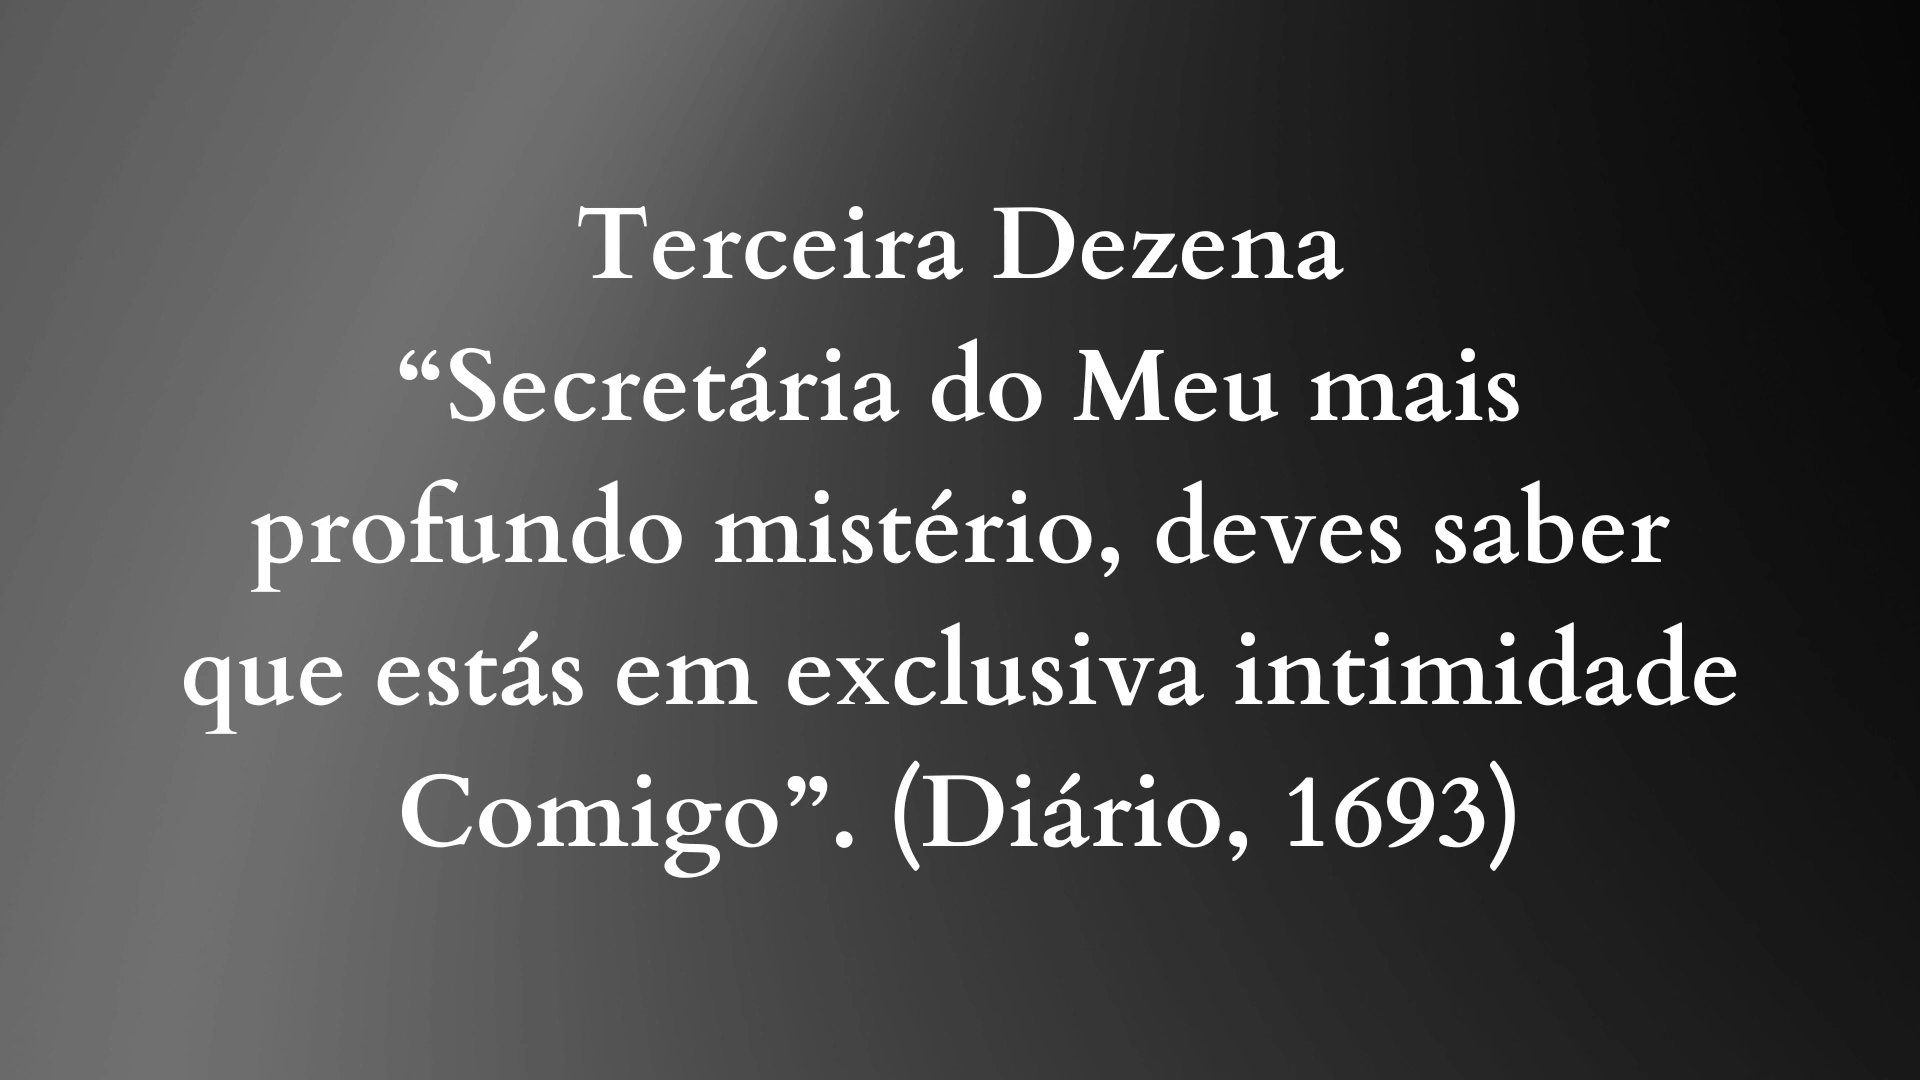 Terceira Dezena
“Secretária do Meu mais
profundo mistério, deves saber
que estás em exclusiva intimidade
Comigo”. (Diário, 1693)